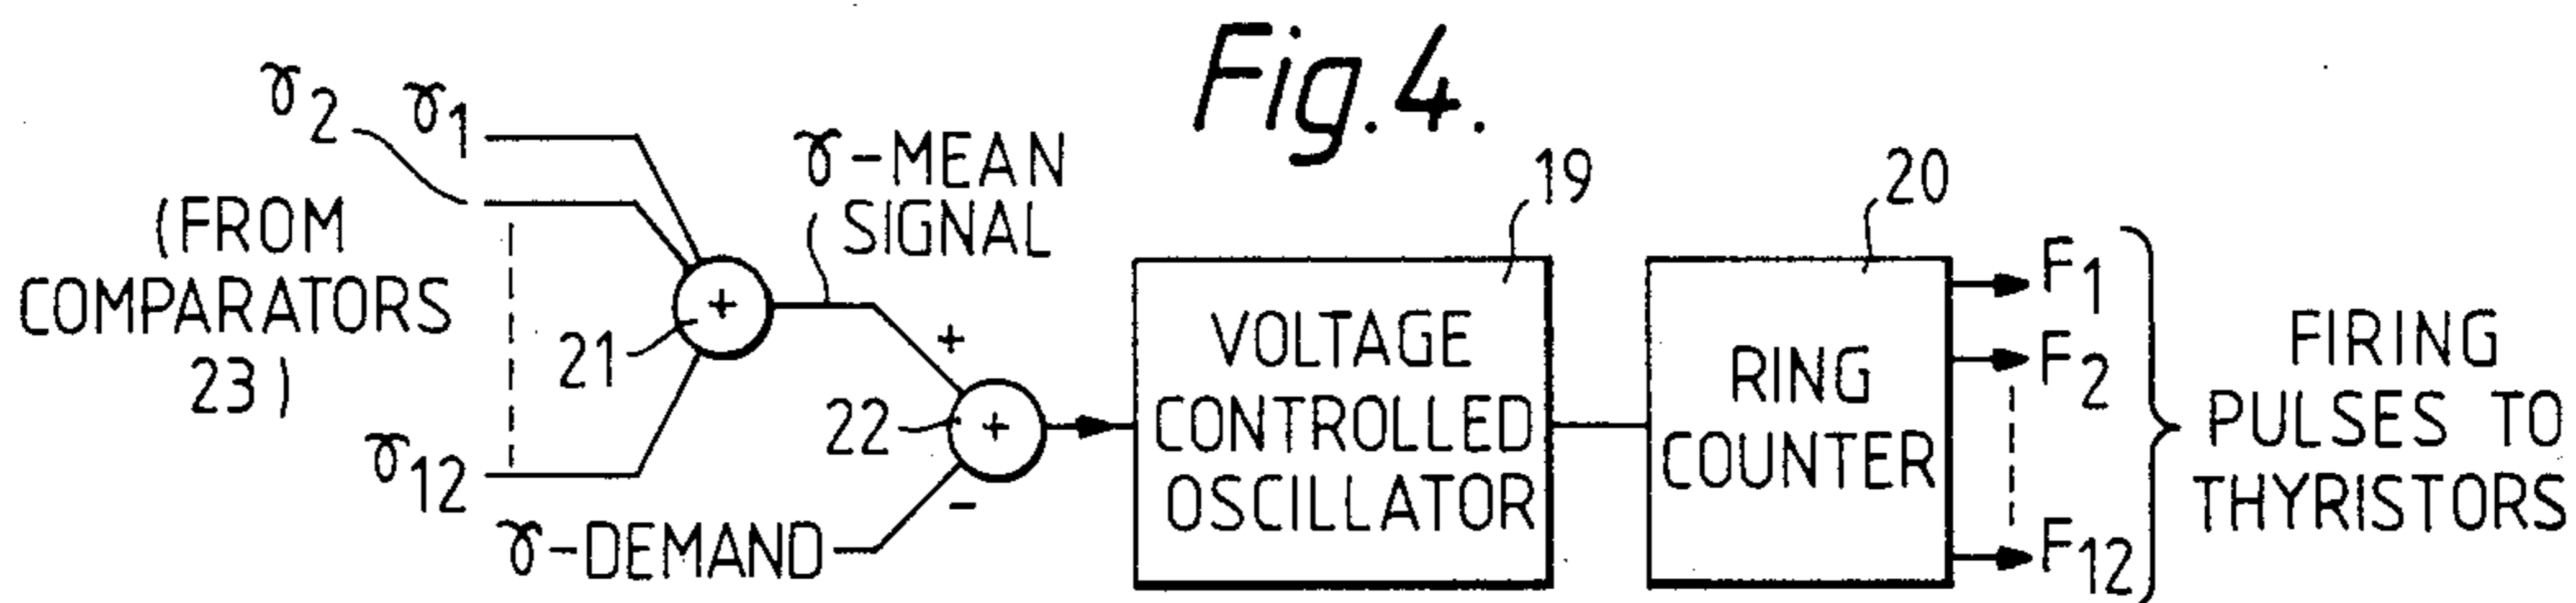 Fig.4.
γ2
γ1
(FROM
COMPARATORS
23)
γ12
21
γ-MEAN
SIGNAL
+
+
22
+
-
γ-DEMAND
19
VOLTAGE
CONTROLLED
OSCILLATOR
20
RING
COUNTER
F1
F2
F12
FIRING
PULSES TO
THYRISTORS